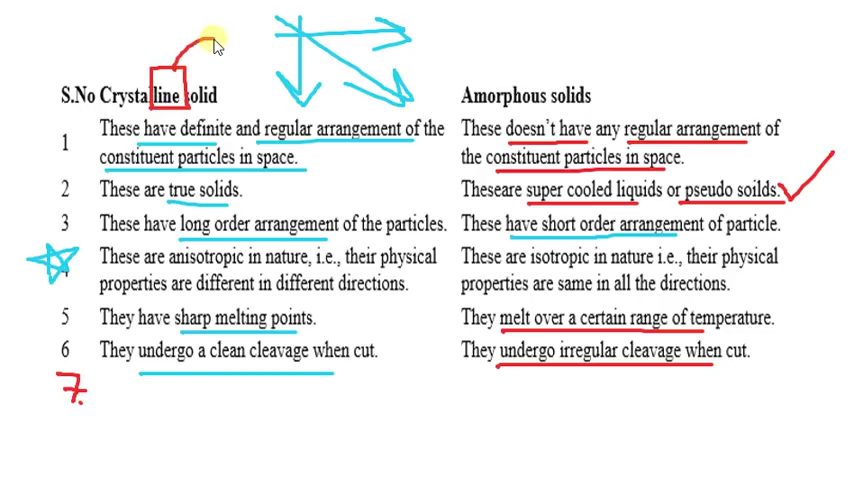 S.No Crystalline solid Amorphous solids
These have definite and regular arrangement of the These doesn't have any regular arrangement of
1
constituent particles in space. the constituent particles in space.
2 These are true solids. Theseare super cooled liquids or pseudo soilds.
3 These have long order arrangement of the particles. These have short order arrangement of particle.
These are anisotropic in nature, i.e., their physical These are isotropic in nature i.e., their physical
4
properties are different in different directions. properties are same in all the directions.
5 They have sharp melting points. They melt over a certain range of temperature.
6 They undergo a clean cleavage when cut. They undergo irregular cleavage when cut.
7.